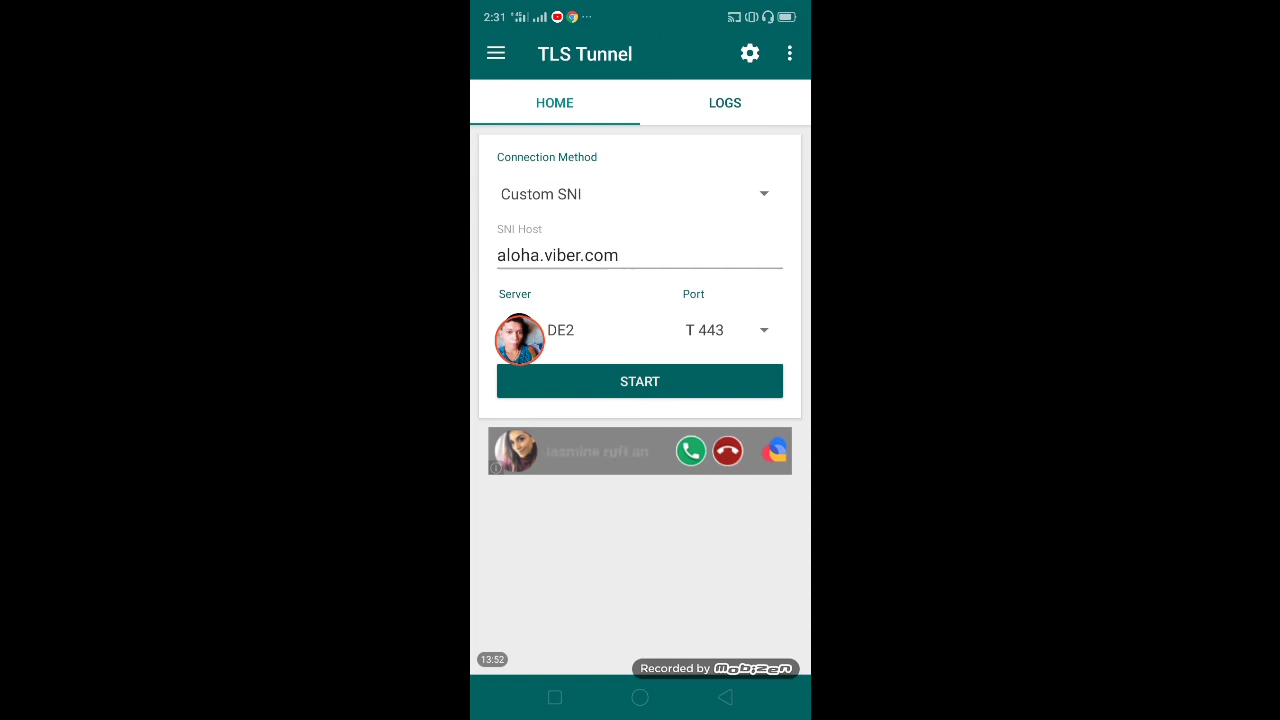 2:31
TLS Tunnel
HOME
LOGS
Connection Method
Custom SNI
SNI Host
aloha.viber.com
Server
Port
DE2
T 443
START
13:52
Recorded by mobizen